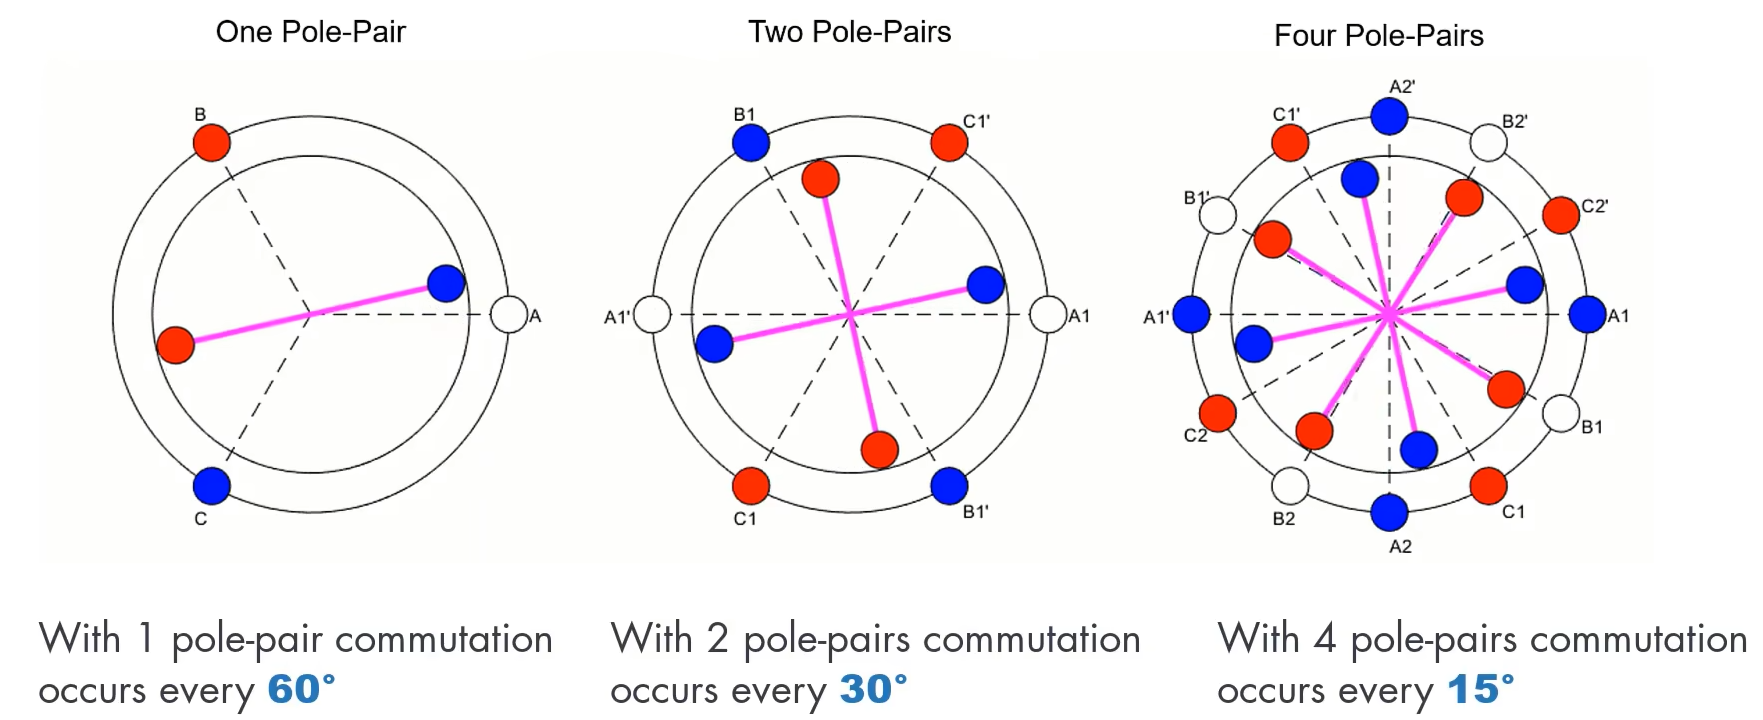 One Pole-Pair
B
A
C
With 1 pole-pair commutation
occurs every 60°
Two Pole-Pairs
B1
C1'
A1'
A1
C1
B1'
With 2 pole-pairs commutation
occurs every 30°
Four Pole-Pairs
A2'
C1'
B2'
B1'
C2'
A1'
A1
C2
B1
B2
C1
A2
With 4 pole-pairs commutation
occurs every 15°